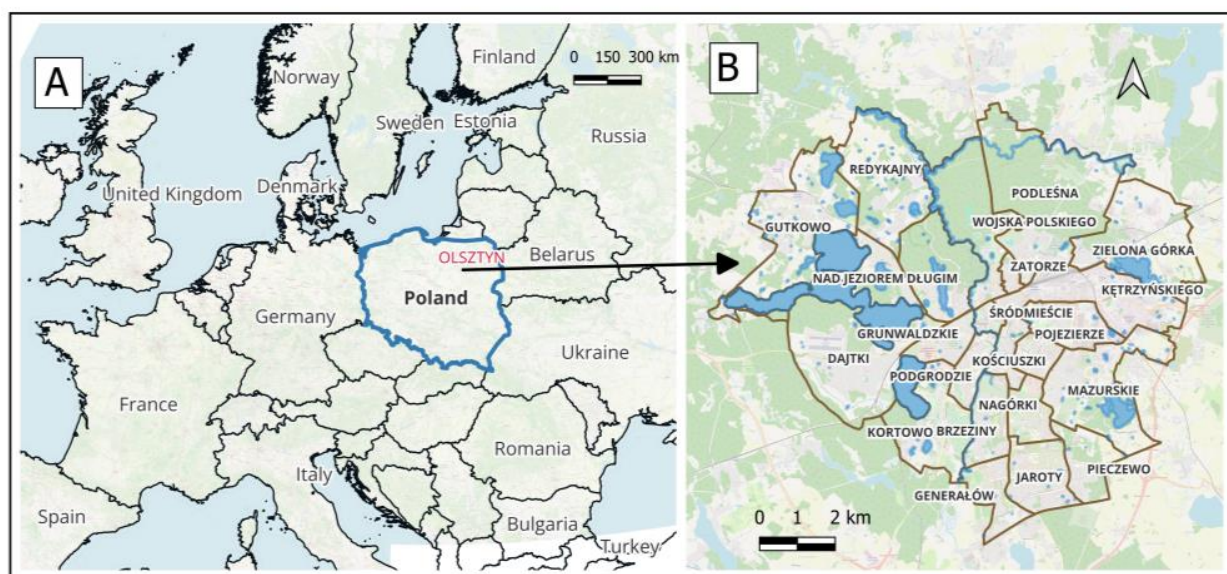 A
Norway
Finland
0 150 300 km
Sweden
Estonia
Russia
United Kingdom
Denmark
OLSZTYN
Belarus
Poland
Germany
Ukraine
France
Romania
Italy
Spain
Bulgaria
Turkey
B
REDYKAJNY
PODLEŚNA
WOJSKA POLSKIEGO
GUTKOWO
ZIELONA GÓRKA
ZATORZE
NAD JEZIOREM DŁUGIM
KĘTRZYŃSKIEGO
ŚRÓDMIEŚCIE
GRUNWALDZKIE
POJEZIERZE
DAJTKI
KOŚCIUSZKI
PODGRODZIE
MAZURSKIE
NAGÓRKI
KORTOWO
BRZEZINY
PIECZEWO
JAROTY
GENERAŁÓW
0 1 2 km